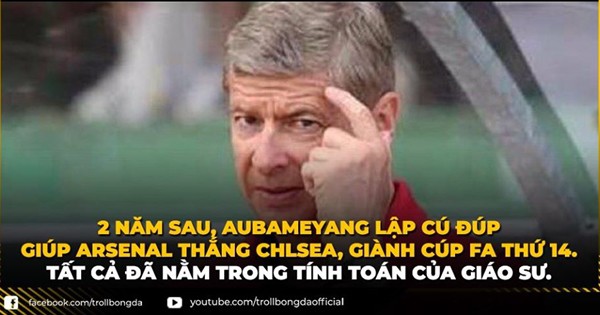 2 NĂM SAU, AUBAMEYANG LẬP CÚ ĐÚP
GIÚP ARSENAL THẮNG CHLSEA, GIÀNH CÚP FA THỨ 14.
TẤT CẢ ĐÃ NẰM TRONG TÍNH TOÁN CỦA GIÁO SƯ.
facebook.com/trollbongda youtube.com/trollbongdaofficial